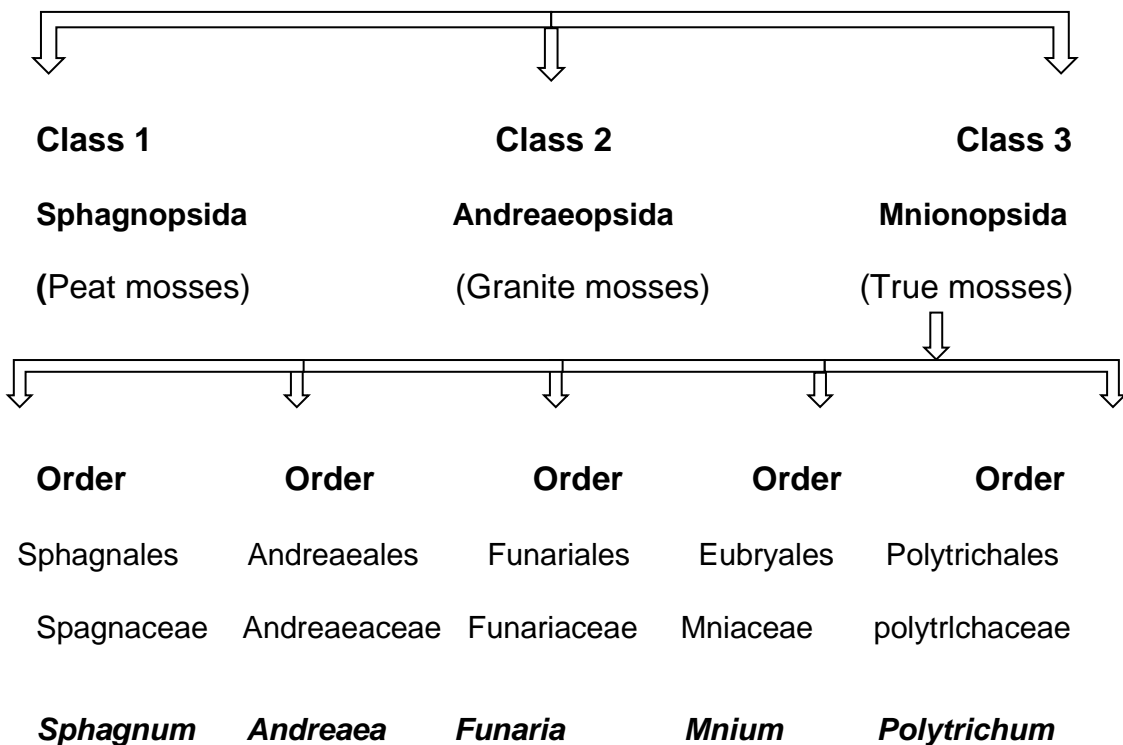 Class 1 Class 2 Class 3
Sphagnopsida Andreaeopsida Mnionopsida
(Peat mosses) (Granite mosses) (True mosses)
Order Order Order Order Order
Sphagnales Andreaeales Funariales Eubryales Polytrichales
Spagnaceae Andreaeaceae Funariaceae Mniaceae polytrIchaceae
Sphagnum Andreaea Funaria Mnium Polytrichum